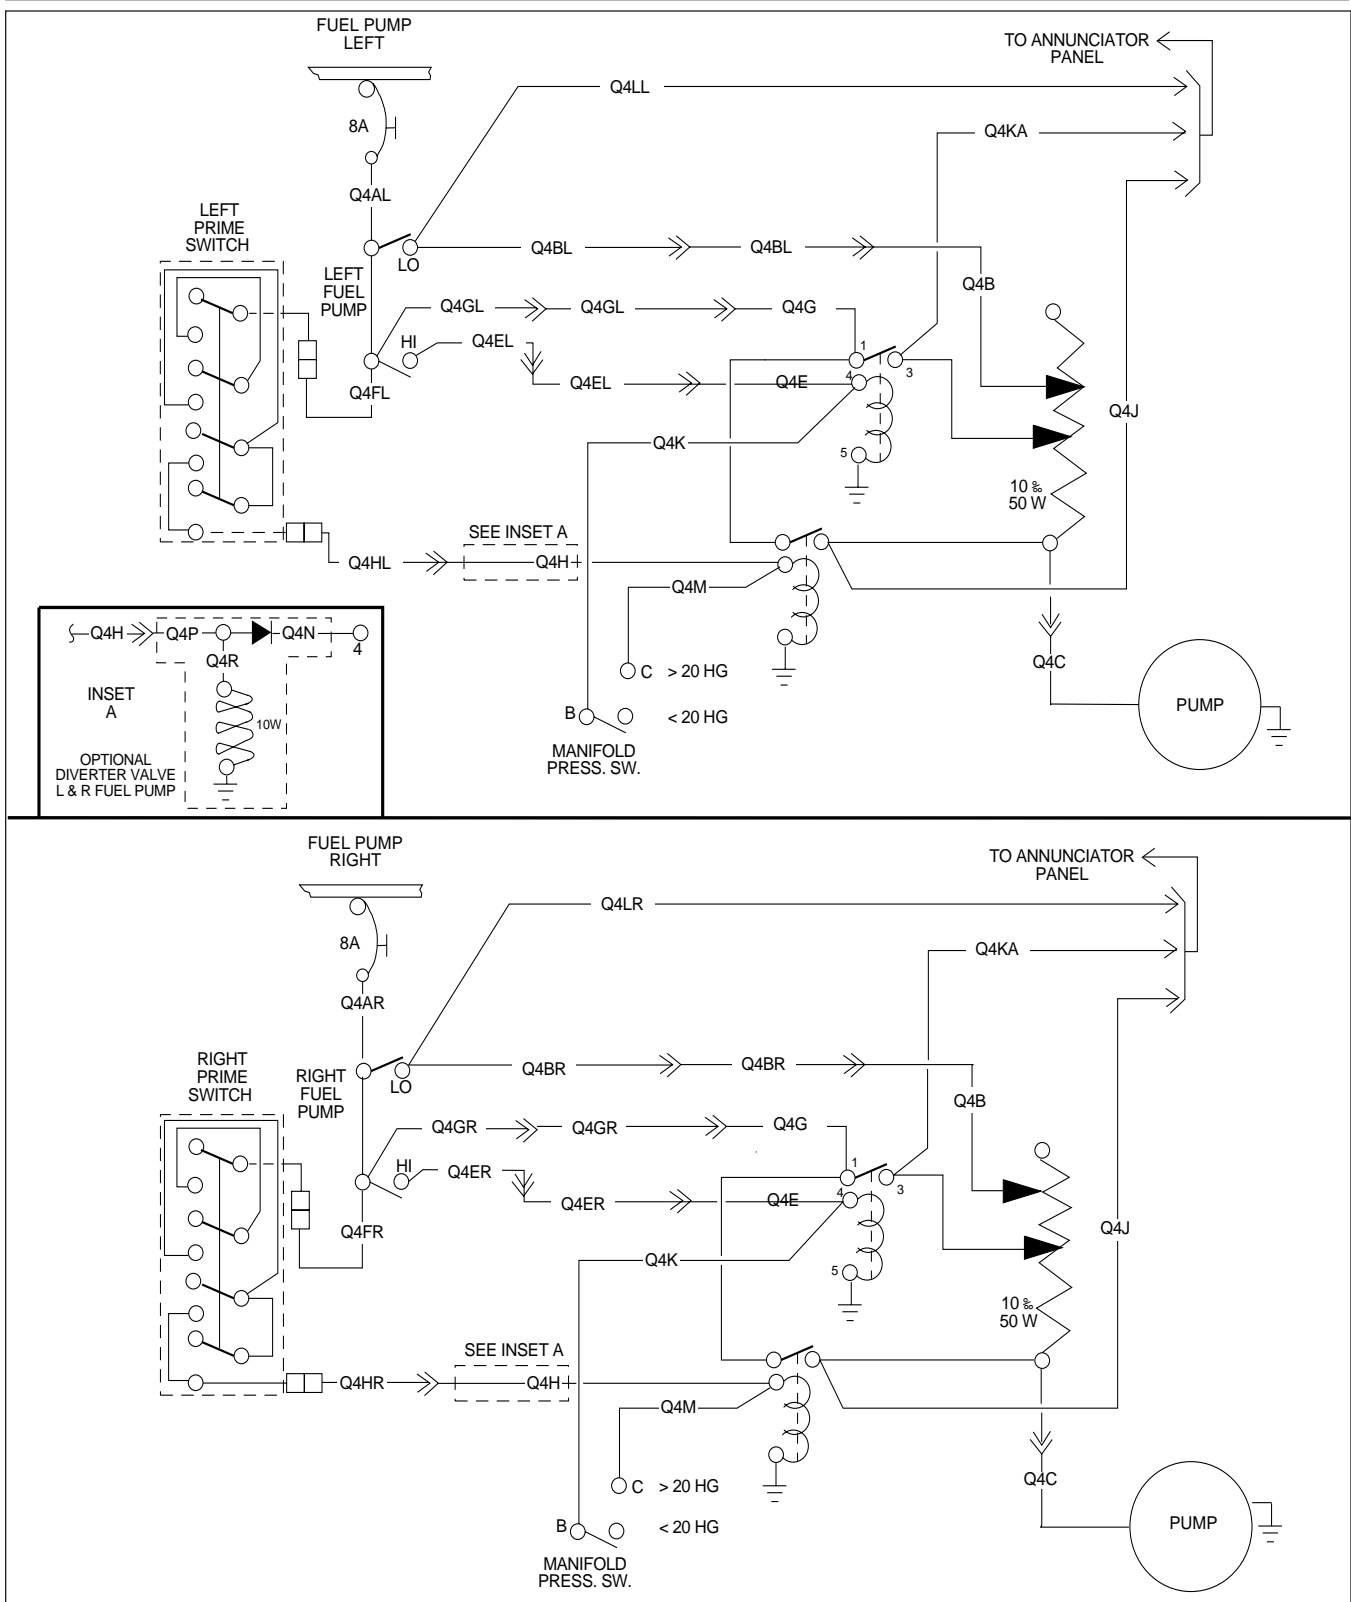 FUEL PUMP
LEFT
TO ANNUNCIATOR
PANEL
Q4LL
8A
Q4KA
Q4AL
LEFT
PRIME
SWITCH
Q4BL
Q4BL
LO
LEFT
FUEL
PUMP
Q4B
Q4GL
Q4GL
Q4G
HI
Q4EL
1
3
Q4FL
Q4EL
Q4E
4
Q4J
Q4K
5
10 ‰
50 W
SEE INSET A
Q4HL
Q4H
Q4M
Q4H
Q4P
Q4N
4
Q4R
Q4C
C > 20 HG
INSET
A
10W
B
< 20 HG
PUMP
MANIFOLD
PRESS. SW.
OPTIONAL
DIVERTER VALVE
L & R FUEL PUMP
FUEL PUMP
RIGHT
TO ANNUNCIATOR
PANEL
Q4LR
8A
Q4KA
Q4AR
RIGHT
PRIME
SWITCH
Q4BR
Q4BR
LO
RIGHT
FUEL
PUMP
Q4B
Q4GR
Q4GR
Q4G
HI
Q4ER
1
3
Q4ER
Q4E
4
Q4FR
Q4J
Q4K
5
10 ‰
50 W
SEE INSET A
Q4HR
Q4H
Q4M
Q4C
C > 20 HG
B
< 20 HG
PUMP
MANIFOLD
PRESS. SW.